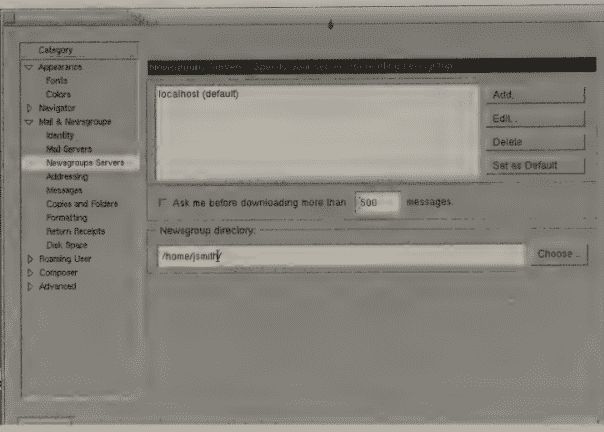 Category
Appearance
Fonts
Colors
Navigator
Mail & Newsgroups
Identity
Mail Servers
Newsgroups Servers
Addressing
Messages
Copies and Folders
Formatting
Return Receipts
Disk Space
Roaming User
Composer
Advanced
Newsgroups Servers
localhost (default)
Add..
Edit...
Delete
Set as Default
Ask me before downloading more than 500 messages.
Newsgroup directory:
/home/jsmith/
Choose...